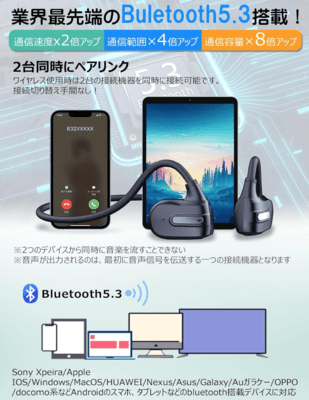 業界最先端のBuletooth5.3搭載！
通信速度x2倍アップ 通信範囲×4倍アップ 通信容量×8倍アップ
2台同時にペアリンク
ワイヤレス使用時は2台の接続機器を同時に接続可能です。
接続切り替え手間なし！
5.3
832XXXXX
※2つのデバイスから同時に音楽を流すことできない
※音声が出力されるのは、最初に音声信号を伝送する一つの接続機器となります
Bluetooth5.3
Sony Xpeira/Apple
IOS/Windows/MacOS/HUAWEI/Nexus/Asus/Galaxy/Auガラケー/OPPO
/docomo系などAndroidのスマホ、タブレットなどのbluetooth搭載デバイスに対応